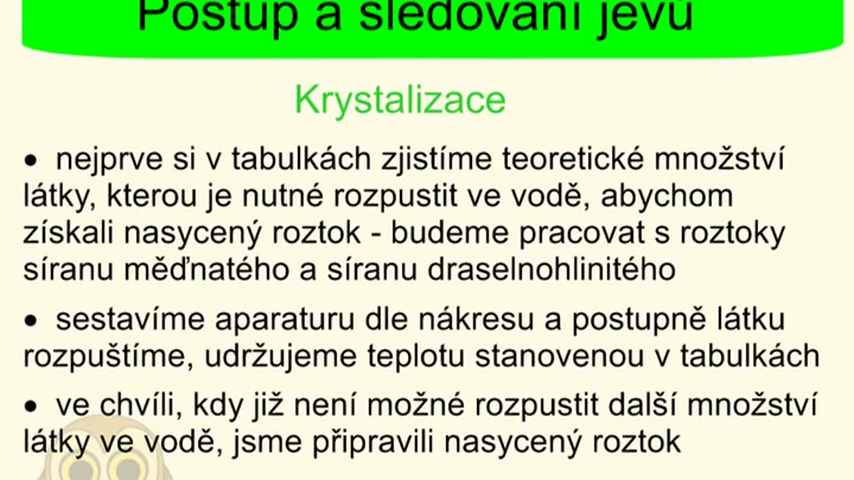 Postup a sledování jevů
Krystalizace
• nejprve si v tabulkách zjistíme teoretické množství
látky, kterou je nutné rozpustit ve vodě, abychom
získali nasycený roztok - budeme pracovat s roztoky
síranu měďnatého a síranu draselnohlinitého
• sestavíme aparaturu dle nákresu a postupně látku
rozpuštíme, udržujeme teplotu stanovenou v tabulkách
• ve chvíli, kdy již není možné rozpustit další množství
látky ve vodě, jsme připravili nasycený roztok